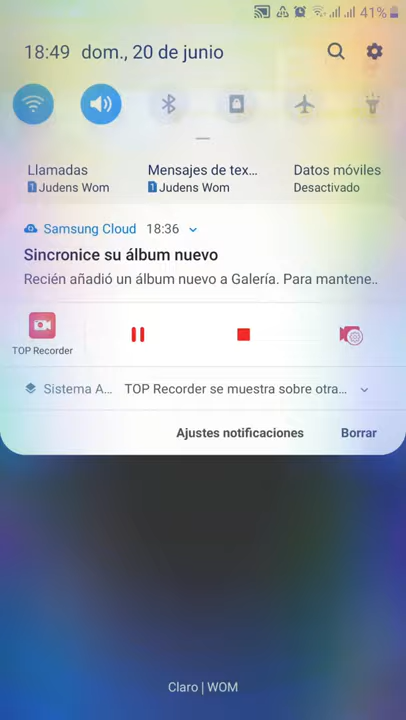 41%
18:49 dom., 20 de junio
Llamadas Mensajes de tex... Datos móviles
1 Judens Wom 1 Judens Wom Desactivado
Samsung Cloud 18:36
Sincronice su álbum nuevo
Recién añadió un álbum nuevo a Galería. Para mantene..
TOP Recorder
Sistema A... TOP Recorder se muestra sobre otra...
Ajustes notificaciones Borrar
Claro | WOM